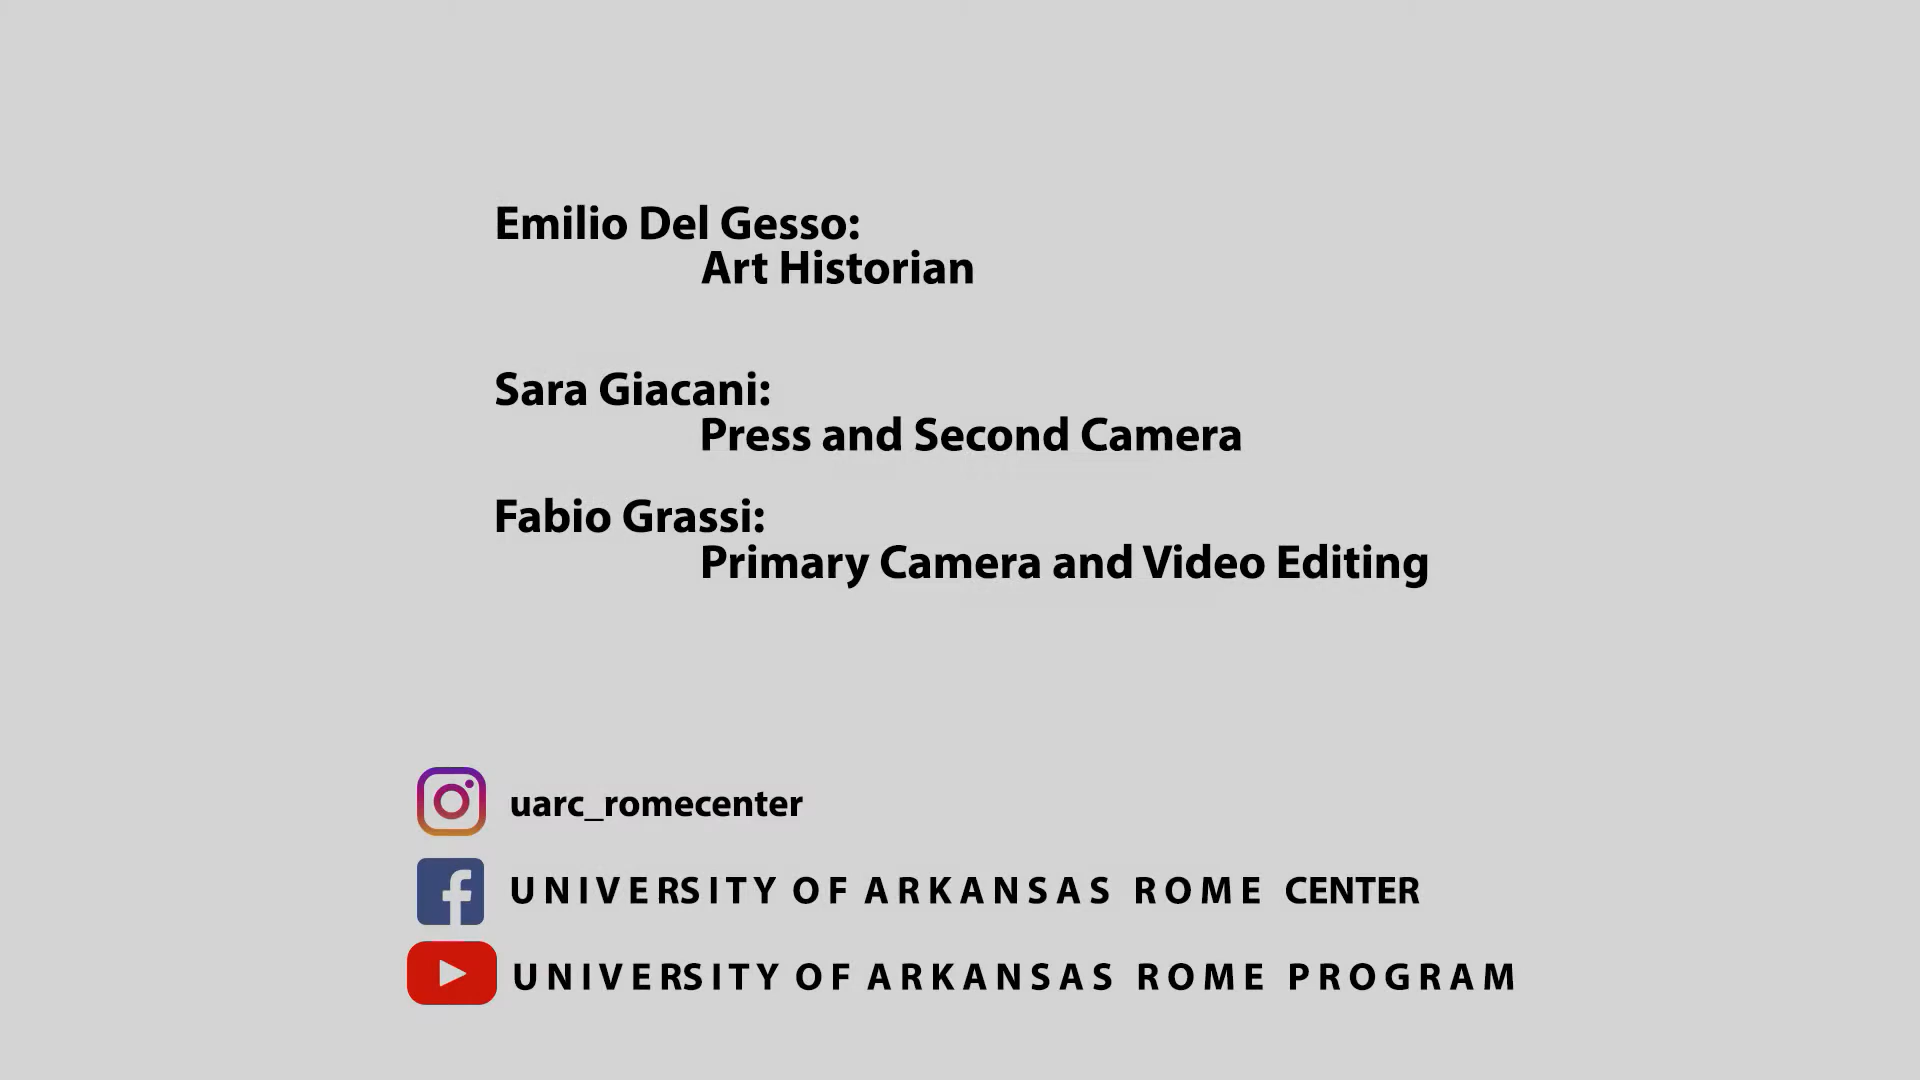 Emilio Del Gesso:
Art Historian
Sara Giacani:
Press and Second Camera
Fabio Grassi:
Primary Camera and Video Editing
uarc_romecenter
UNIVERSITY OF ARKANSAS ROME CENTER
UNIVERSITY OF ARKANSAS ROME PROGRAM